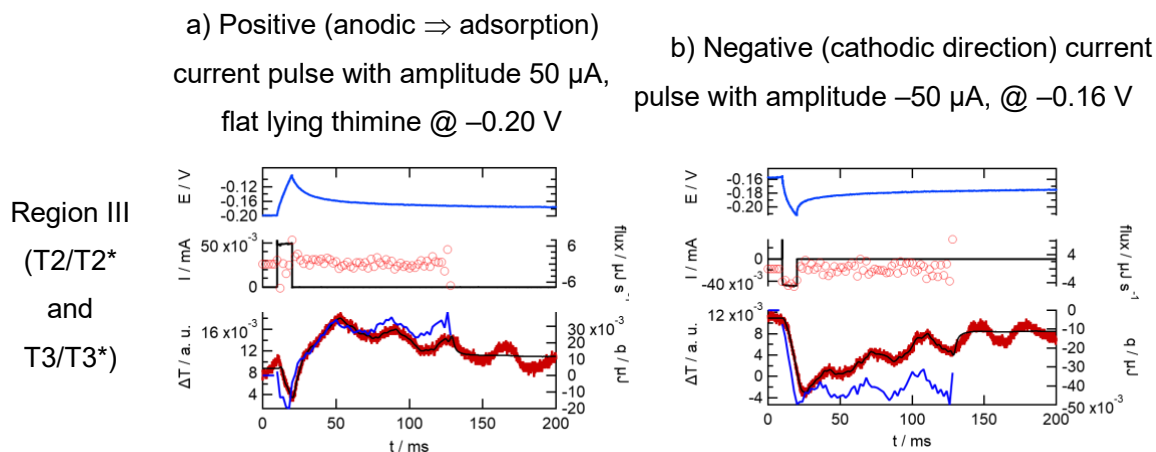 a) Positive (anodic ⇒ adsorption)
current pulse with amplitude 50 µA,
flat lying thimine @ –0.20 V
b) Negative (cathodic direction) current
pulse with amplitude –50 µA, @ –0.16 V
Region III
(T2/T2*
and
T3/T3*)
E / V
-0.12
-0.16
-0.20
I / mA
50 x10⁻³
0
6
0
-6
flux / µJ s⁻¹
ΔT / a. u.
16 x10⁻³
12
8
4
30 x10⁻³
20
10
0
-10
-20
q / µJ
0 50 100 150 200
t / ms
E / V
-0.16
-0.18
-0.20
I / mA
0
-40 x10⁻³
4
0
-4
flux / µJ s⁻¹
ΔT / a. u.
12 x10⁻³
8
4
0
-4
0
-10
-20
-30
-40
-50 x10⁻³
q / µJ
0 50 100 150 200
t / ms